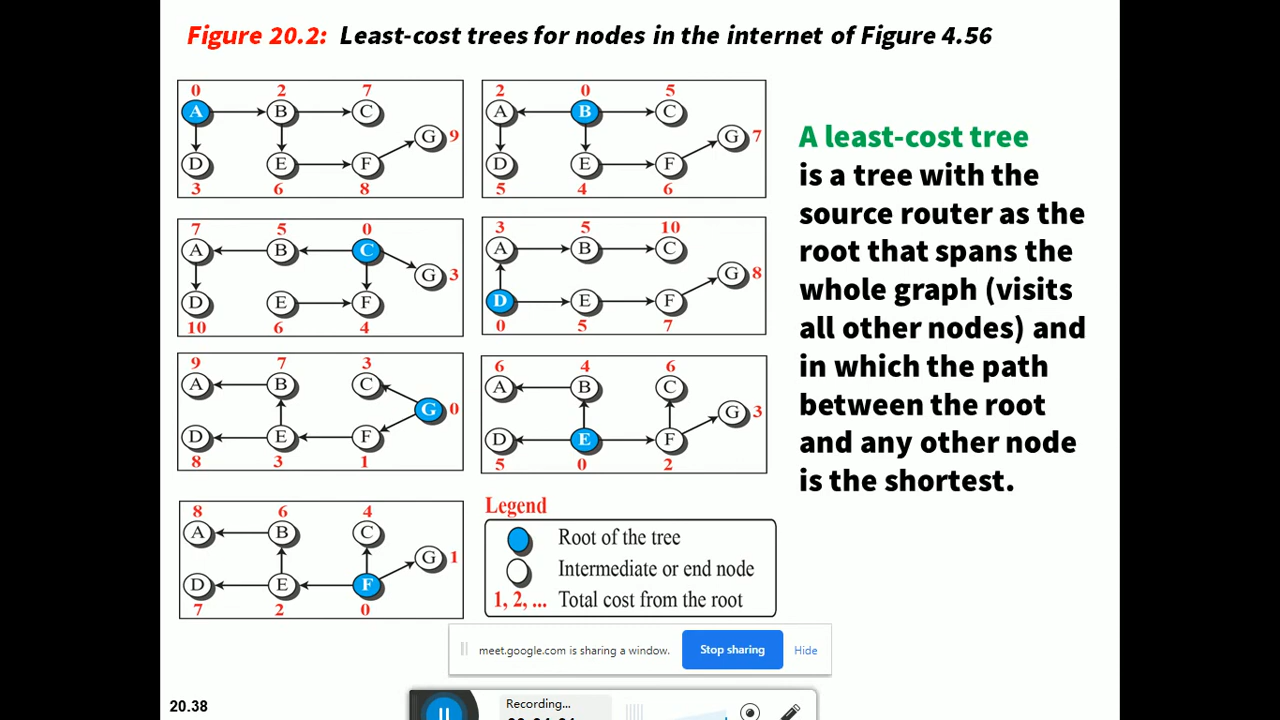 Figure 20.2: Least-cost trees for nodes in the internet of Figure 4.56
0 2 7
A B C
G 9
D E F
3 6 8
2 0 5
A B C
G 7
D E F
5 4 6
7 5 0
A B C
G 3
D E F
10 6 4
3 5 10
A B C
G 8
D E F
0 5 7
9 7 3
A B C
G 0
D E F
8 3 1
6 4 6
A B C
G 3
D E F
5 0 2
8 6 4
A B C
G 1
D E F
7 2 0
Legend
Root of the tree
Intermediate or end node
1, 2, ... Total cost from the root
A least-cost tree
is a tree with the
source router as the
root that spans the
whole graph (visits
all other nodes) and
in which the path
between the root
and any other node
is the shortest.
meet.google.com is sharing a window. Stop sharing Hide
20.38
Recording...